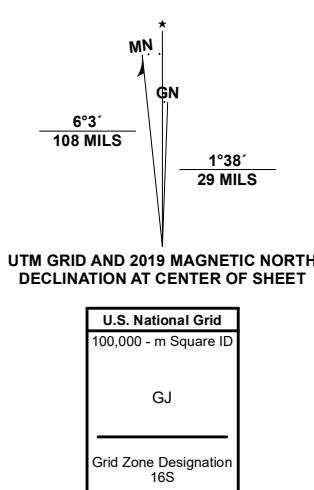 ★
MN
GN
6°3´
108 MILS
1°38´
29 MILS
UTM GRID AND 2019 MAGNETIC NORTH
DECLINATION AT CENTER OF SHEET
U.S. National Grid
100,000 - m Square ID
GJ
Grid Zone Designation
16S